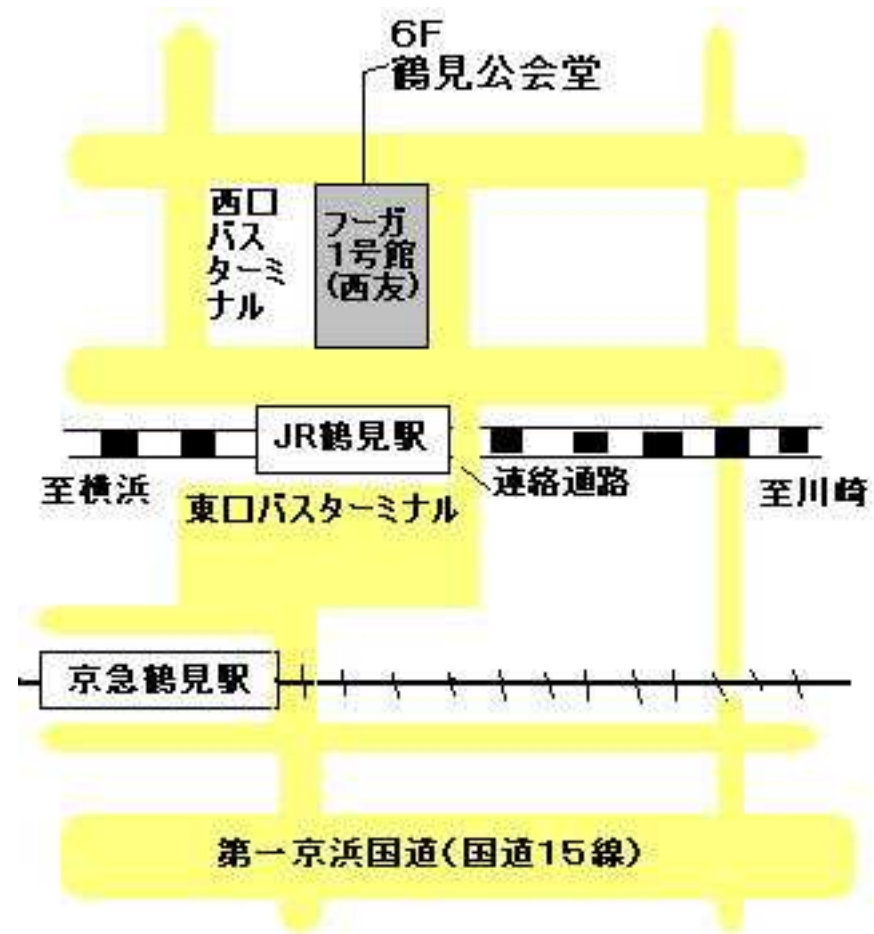 6F
鶴見公会堂
西口
バス
ターミ
ナル
フーガ
1号館
(西友)
JR鶴見駅
連絡通路
至横浜
東口バスターミナル
至川崎
京急鶴見駅
第一京浜国道(国道15線)